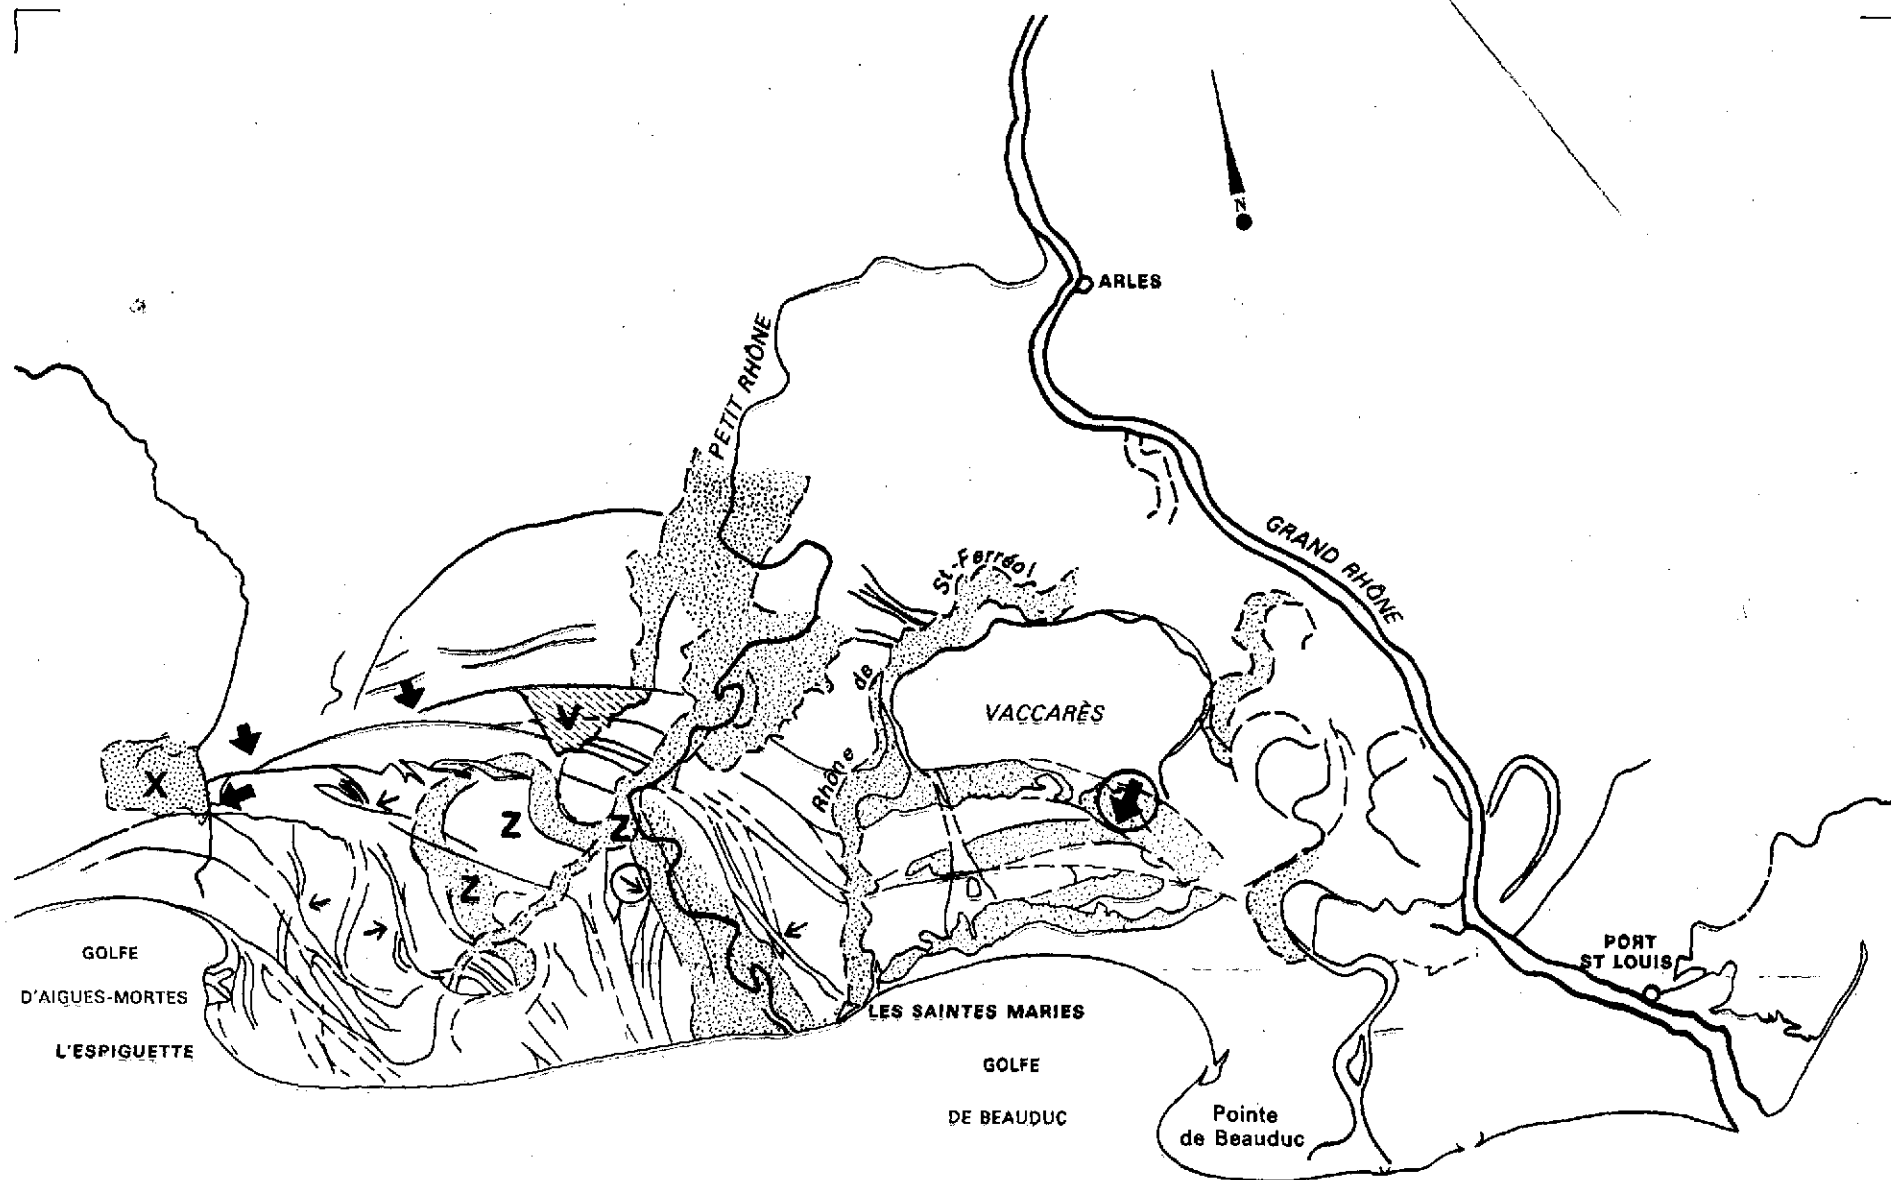 N
ARLES
PETIT RHÔNE
GRAND RHÔNE
St-Ferréol
de
Rhône
VACCARÈS
V
X
Z
Z
Z
GOLFE
D'AIGUES-MORTES
L'ESPIGUETTE
LES SAINTES MARIES
GOLFE
DE BEAUDUC
Pointe
de Beauduc
PORT
ST LOUIS